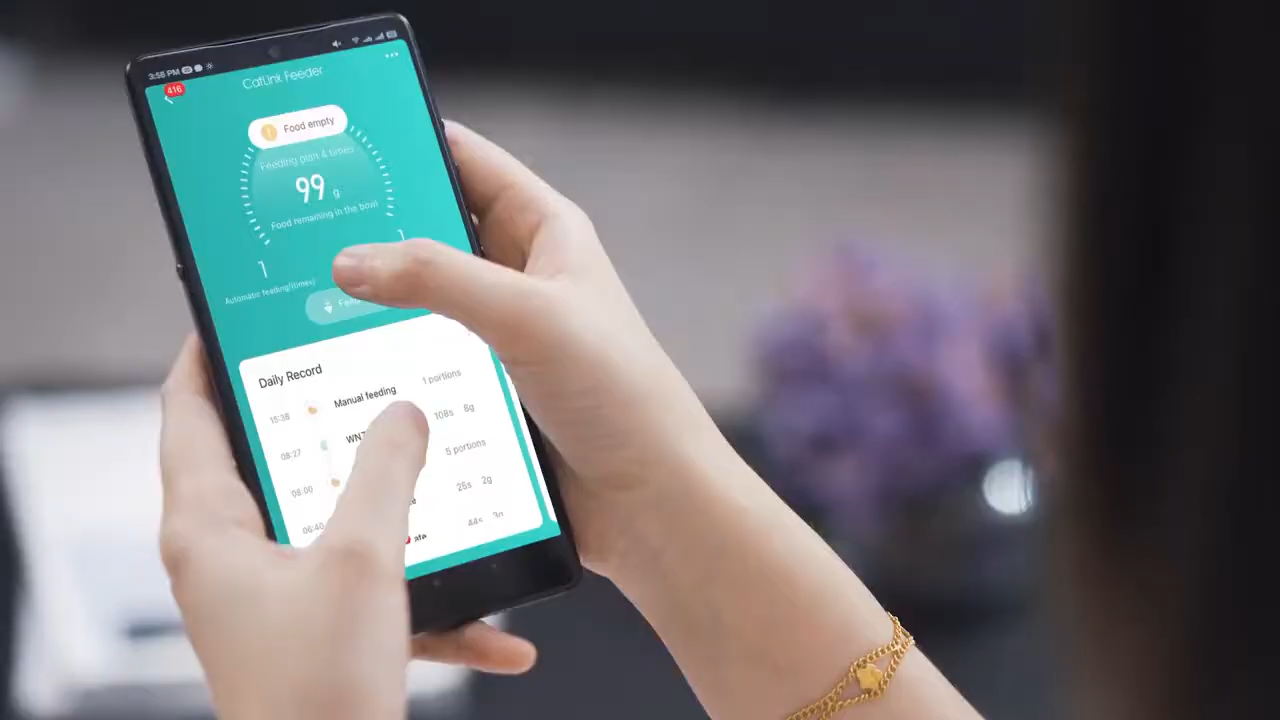 3:58 PM
416
CatLink Feeder
Food empty
Feeding plan 4 times
99 g
Food remaining in the bowl
1
1
Automatic feeding(times)
Daily Record
15:38 Manual feeding 1 portions
08:27 108s 8g
08:00 5 portions
06:40 25s 2g
44s 3g